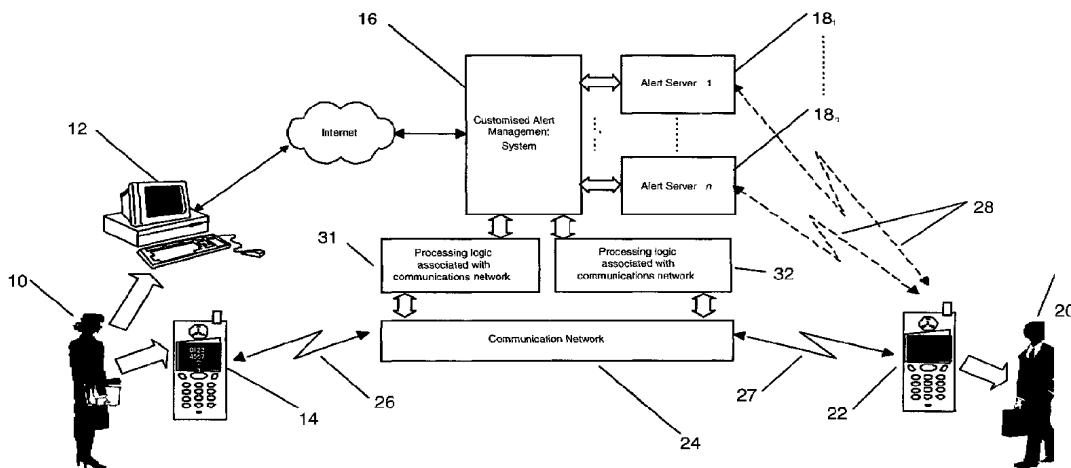 16
18₁
12
Internet
Customised Alert
Management
System
Alert Server 1
18ₙ
Alert Server n
28
31
Processing logic
associated with
communications network
Processing logic
associated with
communications network
32
10
20
Communication Network
14
26
24
27
22